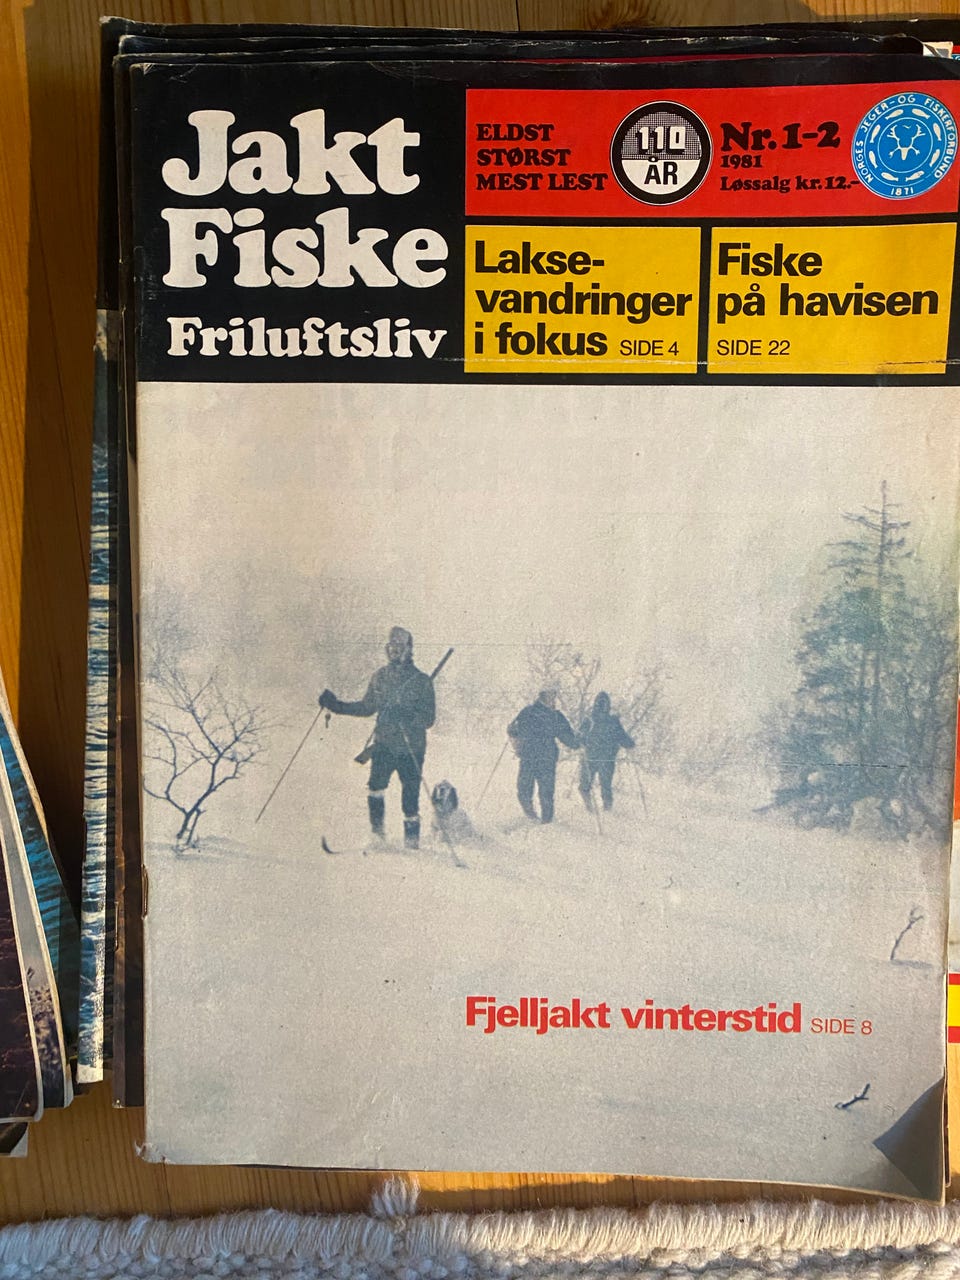 Jakt
Fiske
Friluftsliv
ELDST
STØRST
MEST LEST
110
ÅR
Nr. 1-2
1981
Løssalg kr. 12.-
NORGES JEGER-OG FISKERFORBUND
1871
Lakse-
vandringer
i fokus SIDE 4
Fiske
på havisen
SIDE 22
Fjelljakt vinterstid SIDE 8